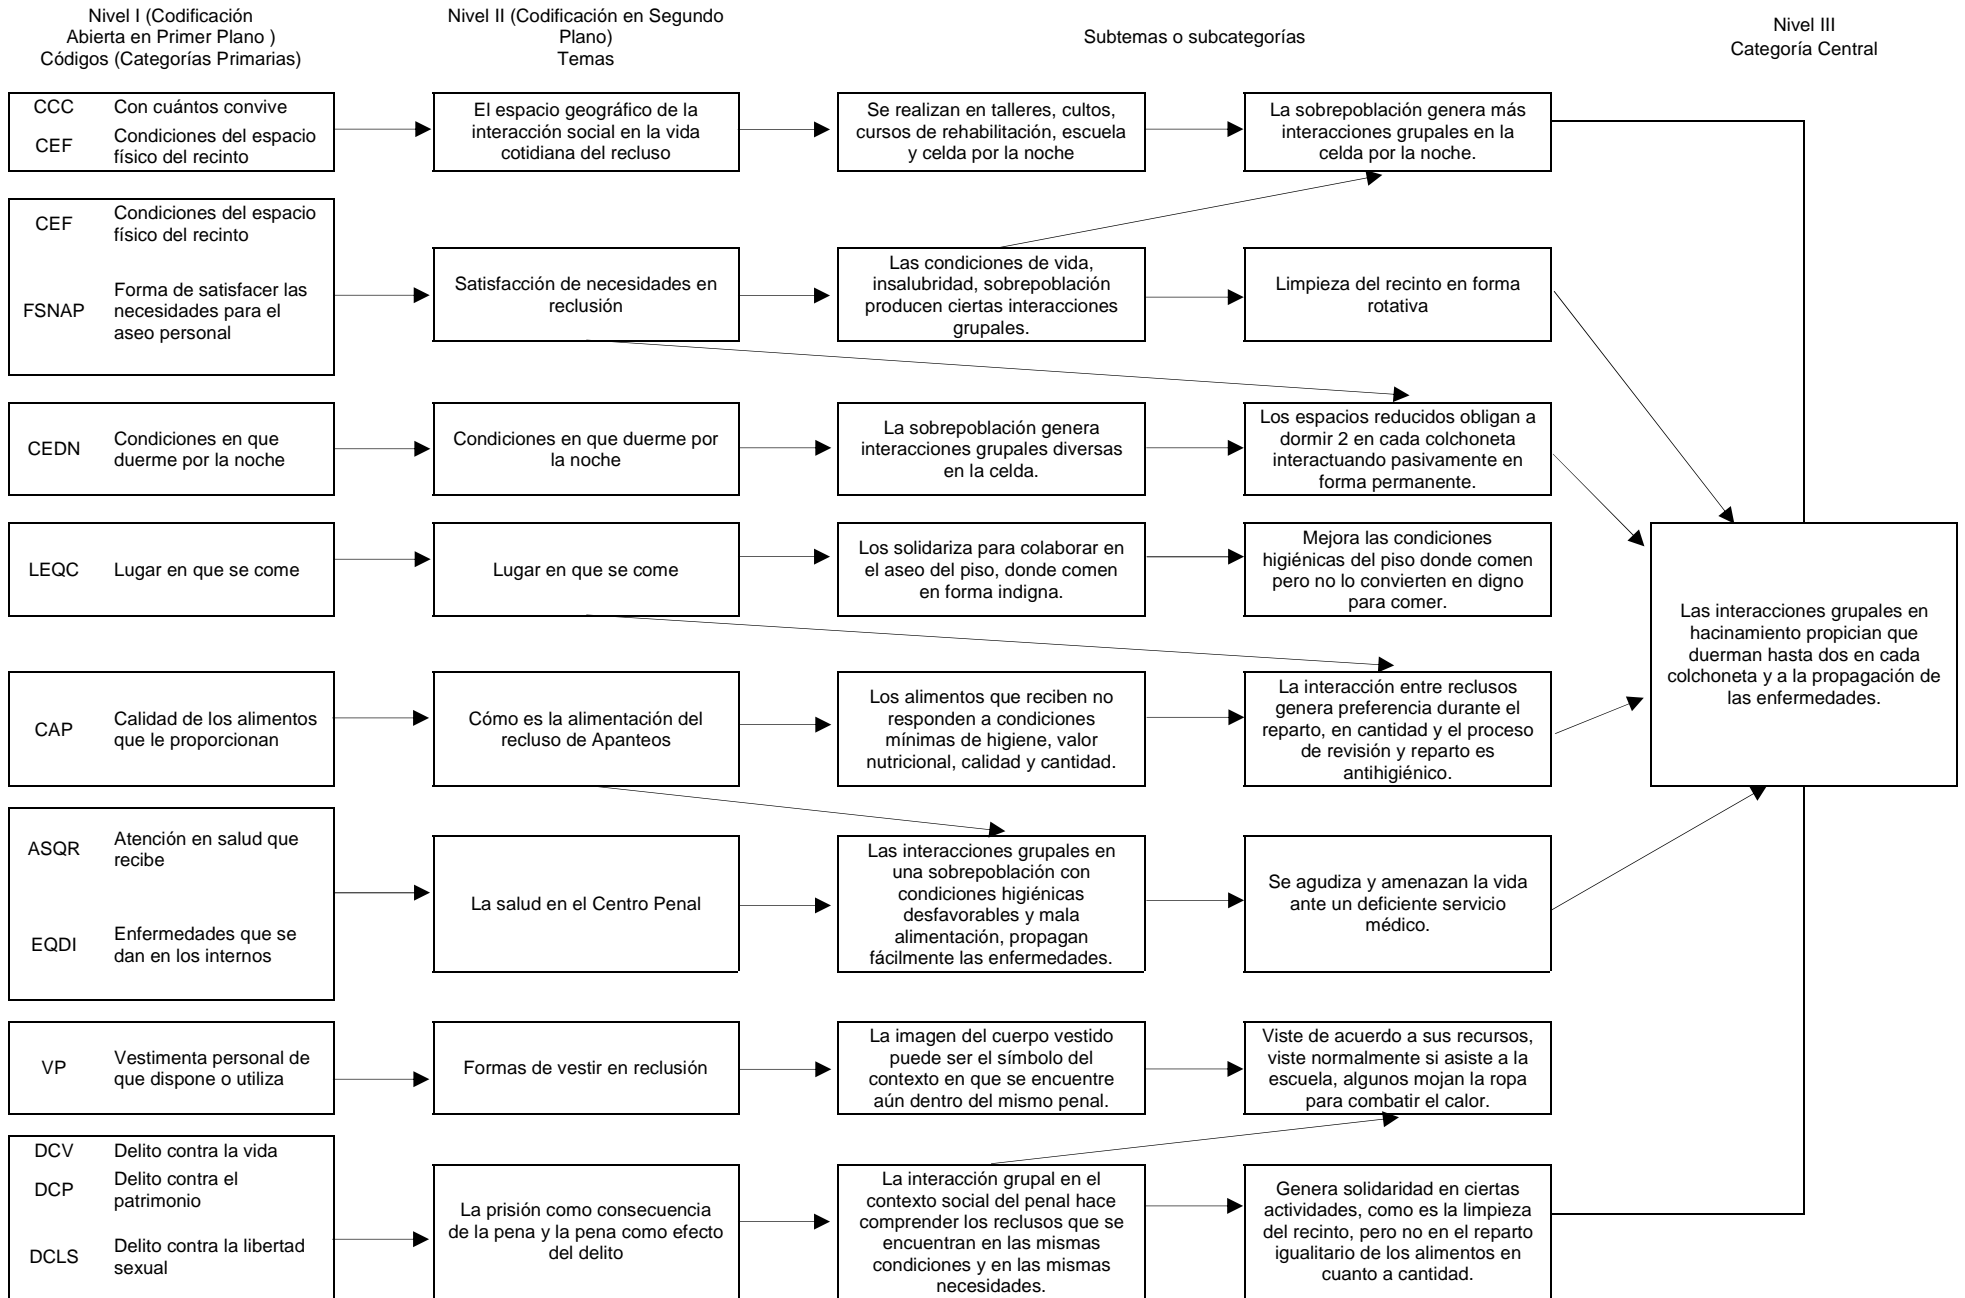 Nivel I (Codificación
Abierta en Primer Plano )
Códigos (Categorías Primarias)
Nivel II (Codificación en Segundo
Plano)
Temas
Subtemas o subcategorías
Nivel III
Categoría Central
CCC Con cuántos convive
CEF Condiciones del espacio
físico del recinto
El espacio geográfico de la
interacción social en la vida
cotidiana del recluso
Se realizan en talleres, cultos,
cursos de rehabilitación, escuela
y celda por la noche
La sobrepoblación genera más
interacciones grupales en la
celda por la noche.
CEF Condiciones del espacio
físico del recinto
FSNAP Forma de satisfacer las
necesidades para el
aseo personal
Satisfacción de necesidades en
reclusión
Las condiciones de vida,
insalubridad, sobrepoblación
producen ciertas interacciones
grupales.
Limpieza del recinto en forma
rotativa
CEDN Condiciones en que
duerme por la noche
Condiciones en que duerme por
la noche
La sobrepoblación genera
interacciones grupales diversas
en la celda.
Los espacios reducidos obligan a
dormir 2 en cada colchoneta
interactuando pasivamente en
forma permanente.
LEQC Lugar en que se come
Lugar en que se come
Los solidariza para colaborar en
el aseo del piso, donde comen
en forma indigna.
Mejora las condiciones
higiénicas del piso donde comen
pero no lo convierten en digno
para comer.
Las interacciones grupales en
hacinamiento propician que
duerman hasta dos en cada
colchoneta y a la propagación de
las enfermedades.
CAP Calidad de los alimentos
que le proporcionan
Cómo es la alimentación del
recluso de Apanteos
Los alimentos que reciben no
responden a condiciones
mínimas de higiene, valor
nutricional, calidad y cantidad.
La interacción entre reclusos
genera preferencia durante el
reparto, en cantidad y el proceso
de revisión y reparto es
antihigiénico.
ASQR Atención en salud que
recibe
EQDI Enfermedades que se
dan en los internos
La salud en el Centro Penal
Las interacciones grupales en
una sobrepoblación con
condiciones higiénicas
desfavorables y mala
alimentación, propagan
fácilmente las enfermedades.
Se agudiza y amenazan la vida
ante un deficiente servicio
médico.
VP Vestimenta personal de
que dispone o utiliza
Formas de vestir en reclusión
La imagen del cuerpo vestido
puede ser el símbolo del
contexto en que se encuentre
aún dentro del mismo penal.
Viste de acuerdo a sus recursos,
viste normalmente si asiste a la
escuela, algunos mojan la ropa
para combatir el calor.
DCV Delito contra la vida
DCP Delito contra el
patrimonio
DCLS Delito contra la libertad
sexual
La prisión como consecuencia
de la pena y la pena como efecto
del delito
La interacción grupal en el
contexto social del penal hace
comprender los reclusos que se
encuentran en las mismas
condiciones y en las mismas
necesidades.
Genera solidaridad en ciertas
actividades, como es la limpieza
del recinto, pero no en el reparto
igualitario de los alimentos en
cuanto a cantidad.